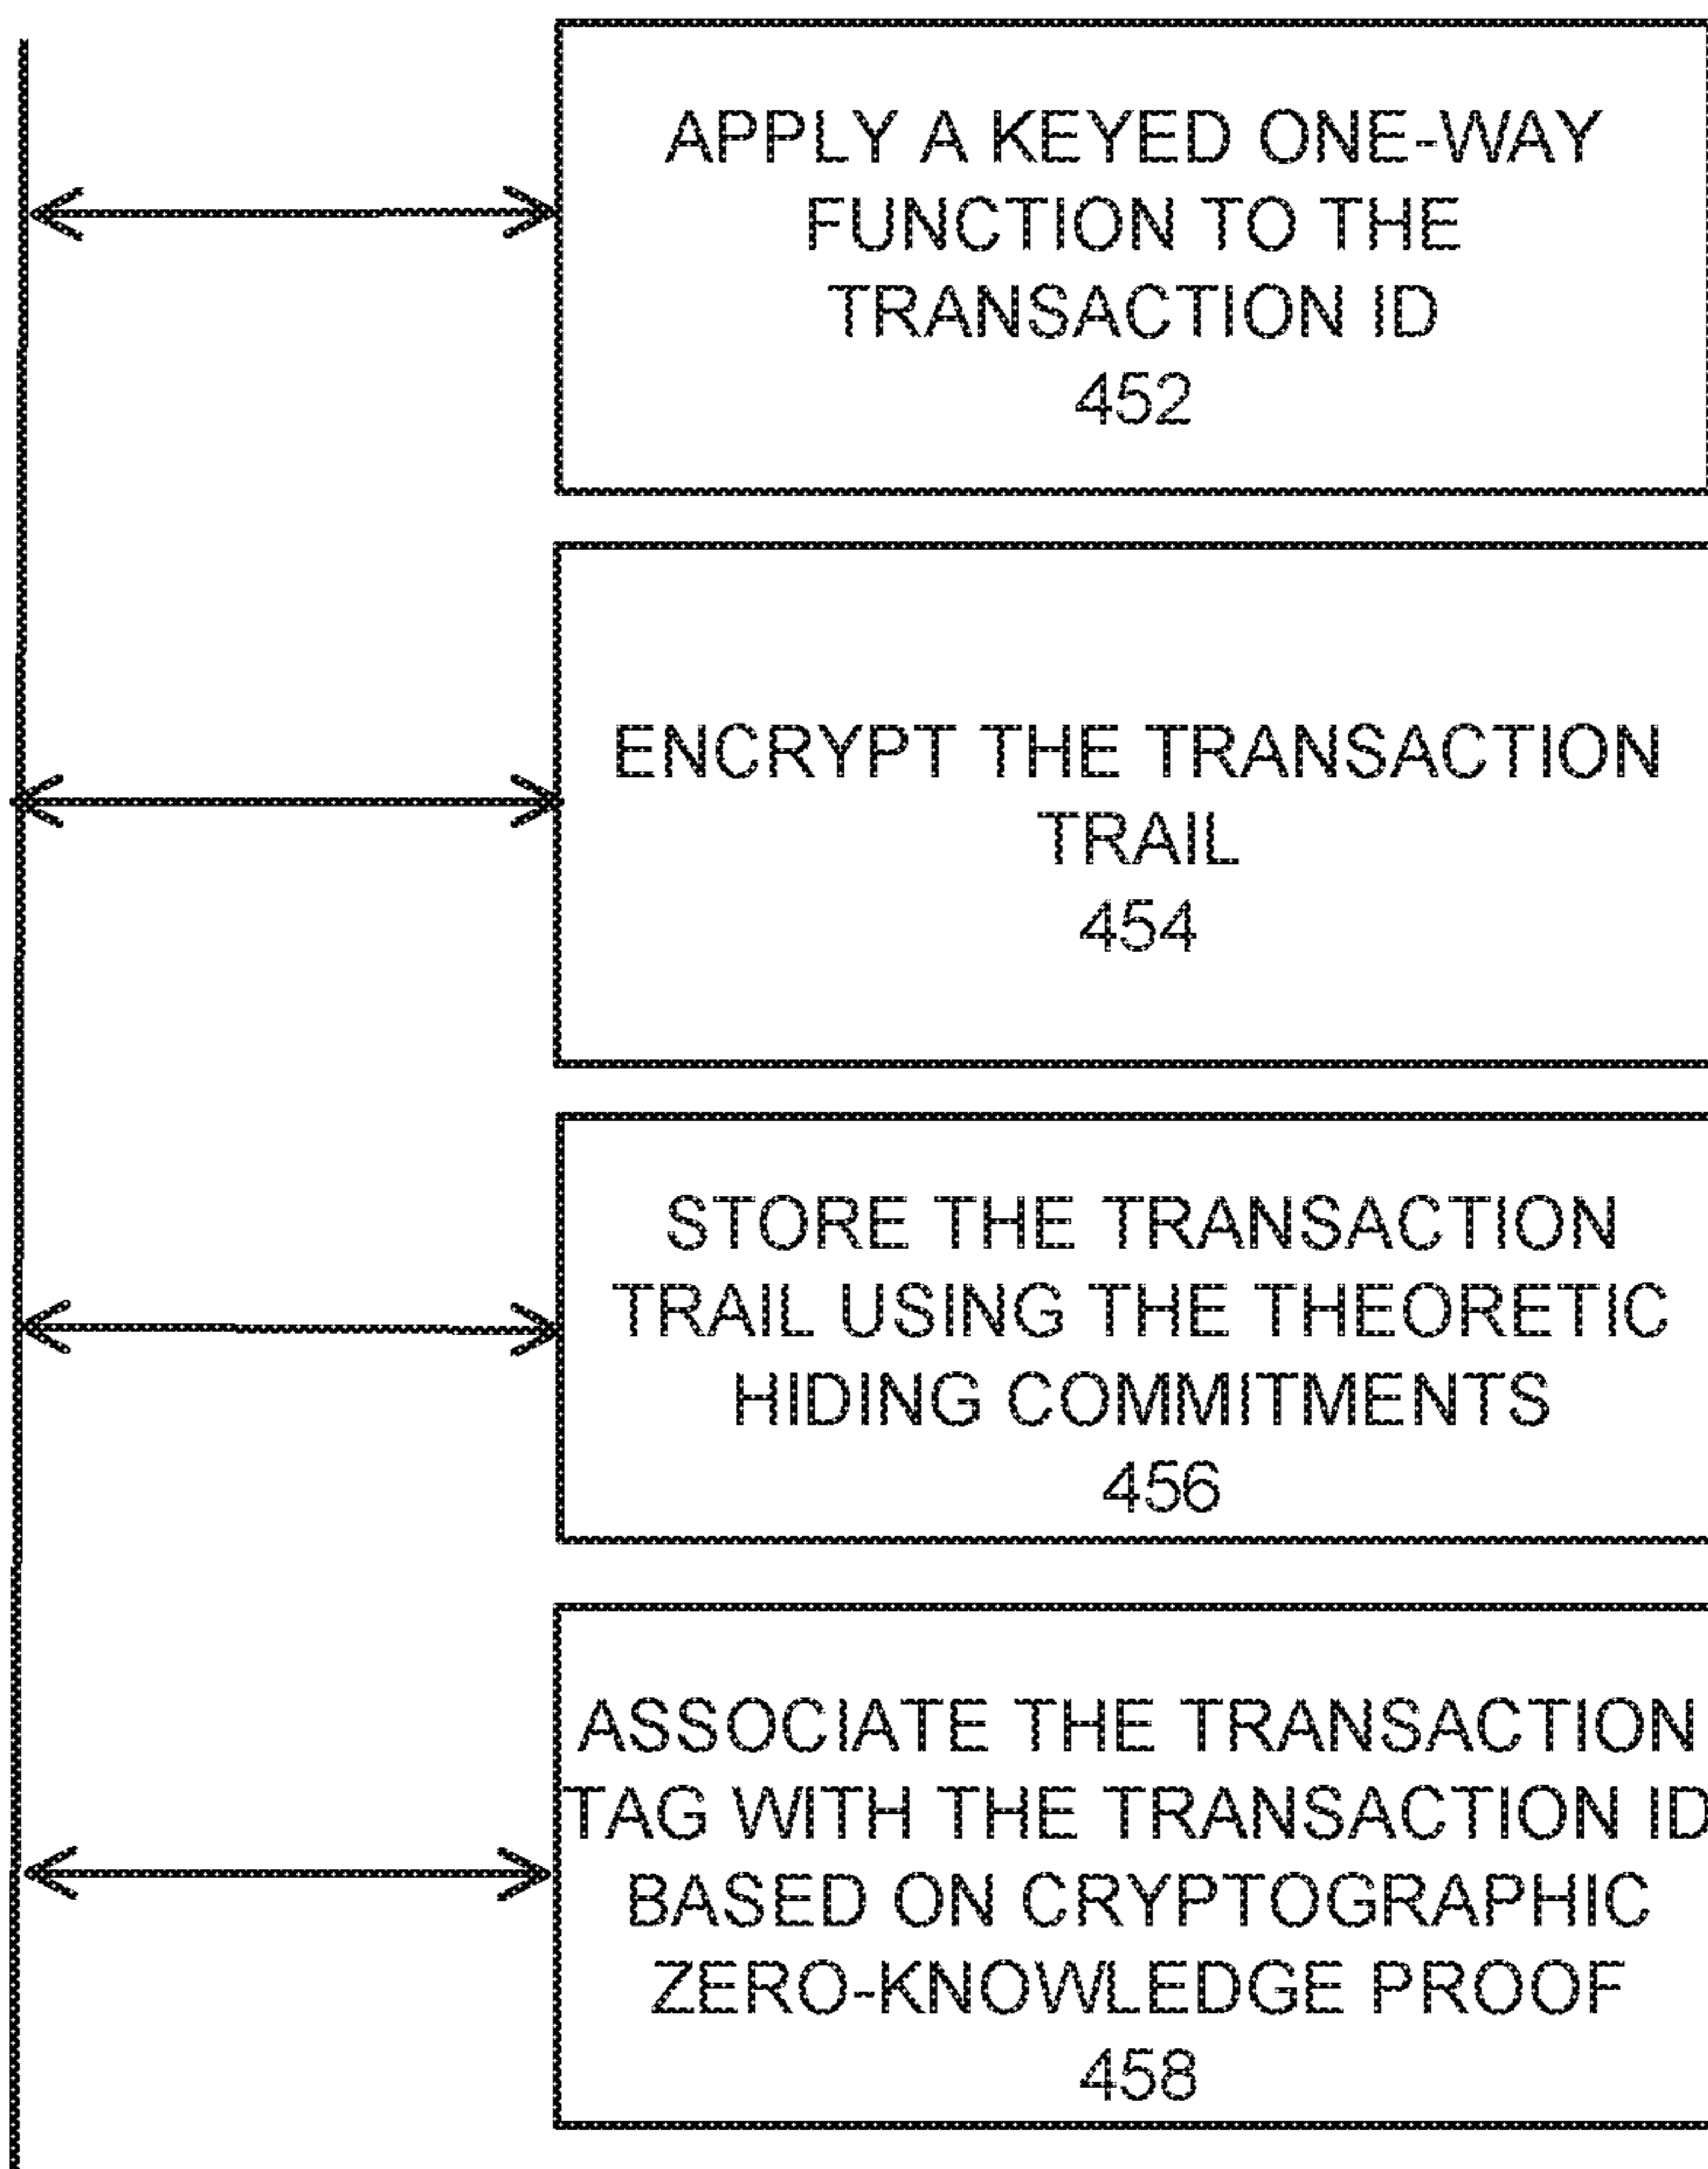 APPLY A KEYED ONE-WAY
FUNCTION TO THE
TRANSACTION ID
452
ENCRYPT THE TRANSACTION
TRAIL
454
STORE THE TRANSACTION
TRAIL USING THE THEORETIC
HIDING COMMITMENTS
456
ASSOCIATE THE TRANSACTION
TAG WITH THE TRANSACTION ID
BASED ON CRYPTOGRAPHIC
ZERO-KNOWLEDGE PROOF
458